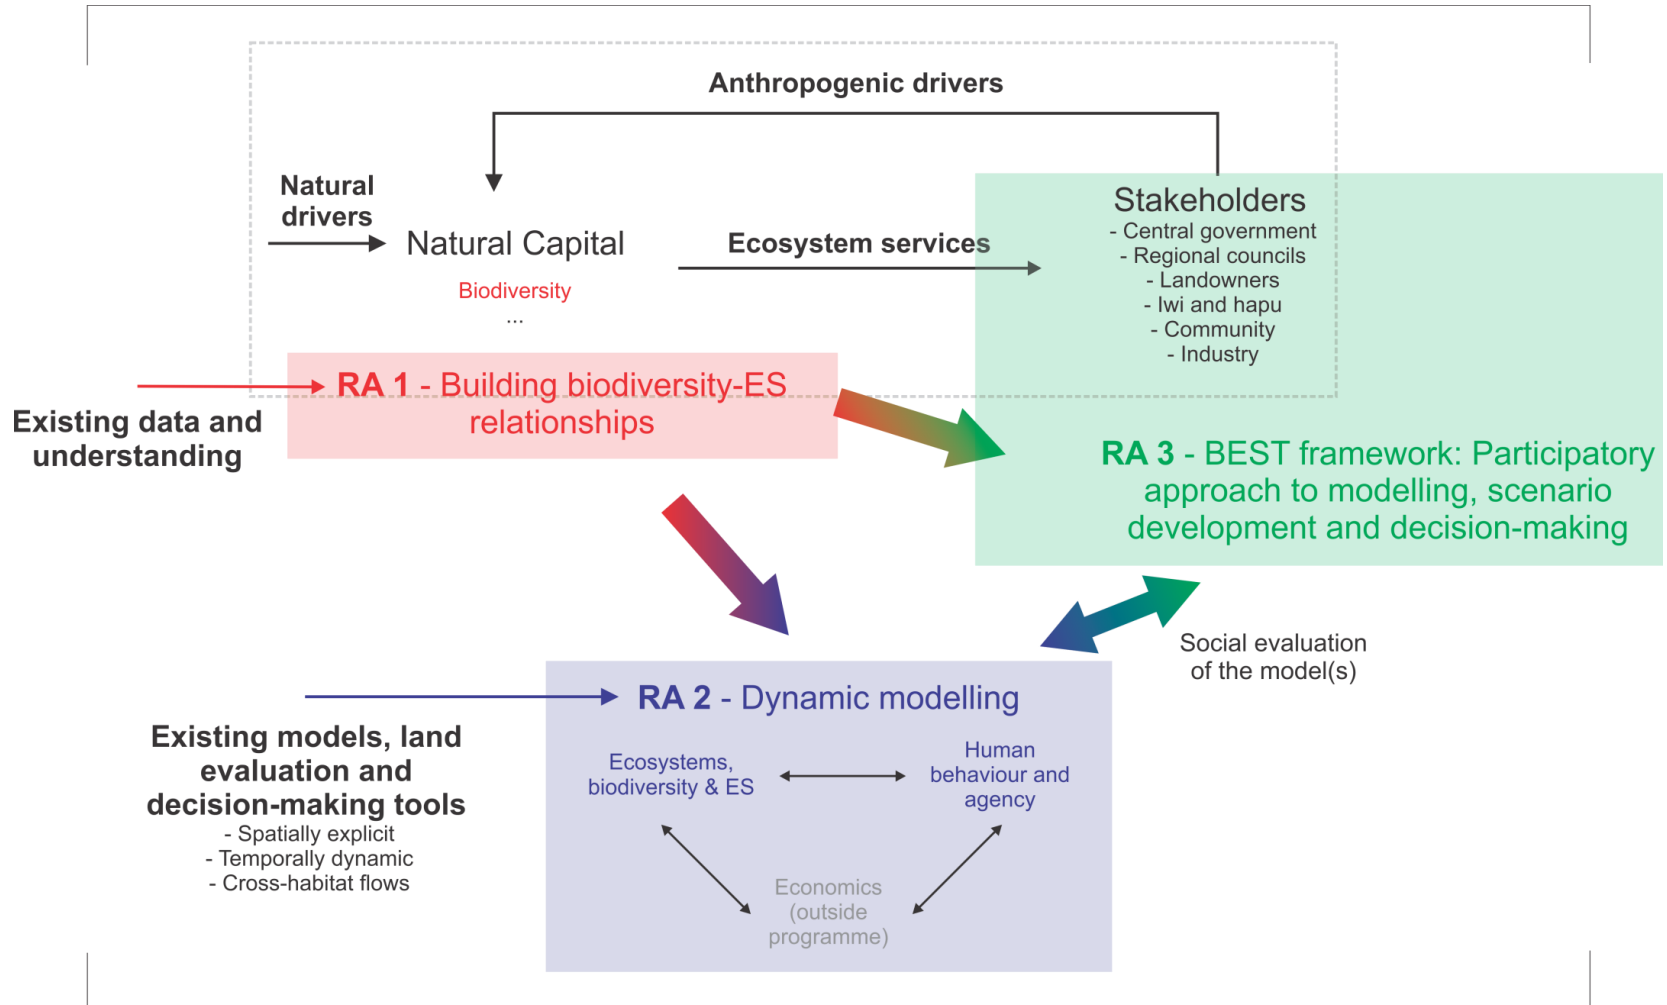 Anthropogenic drivers
Natural
drivers
Natural Capital
Biodiversity
...
Ecosystem services
Stakeholders
- Central government
- Regional councils
- Landowners
- Iwi and hapu
- Community
- Industry
RA 1 - Building biodiversity-ES
relationships
Existing data and
understanding
RA 3 - BEST framework: Participatory
approach to modelling, scenario
development and decision-making
Social evaluation
of the model(s)
RA 2 - Dynamic modelling
Existing models, land
evaluation and
decision-making tools
- Spatially explicit
- Temporally dynamic
- Cross-habitat flows
Ecosystems,
biodiversity & ES
Human
behaviour and
agency
Economics
(outside
programme)